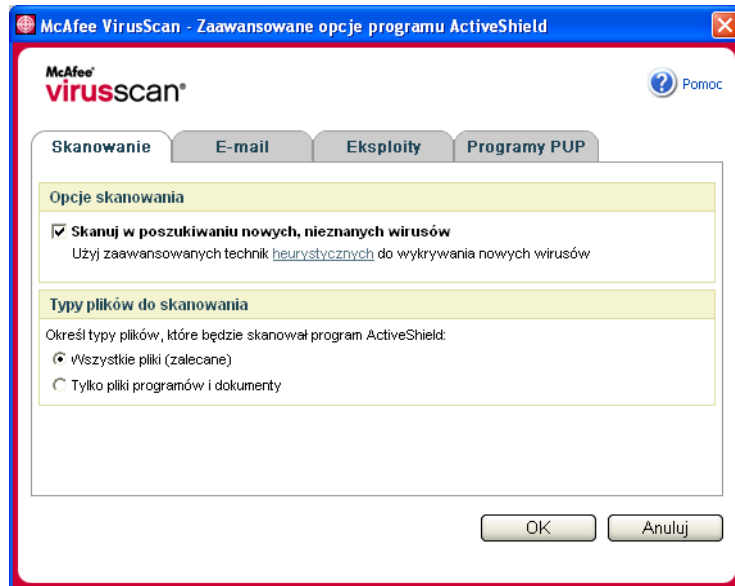 McAfee VirusScan - Zaawansowane opcje programu ActiveShield
McAfee®
virusscan®
? Pomoc
Skanowanie E-mail Eksploity Programy PUP
Opcje skanowania
Skanuj w poszukiwaniu nowych, nieznanych wirusów
Użyj zaawansowanych technik heurystycznych do wykrywania nowych wirusów
Typy plików do skanowania
Określ typy plików, które będzie skanował program ActiveShield:
Wszystkie pliki (zalecane)
Tylko pliki programów i dokumenty
OK Anuluj